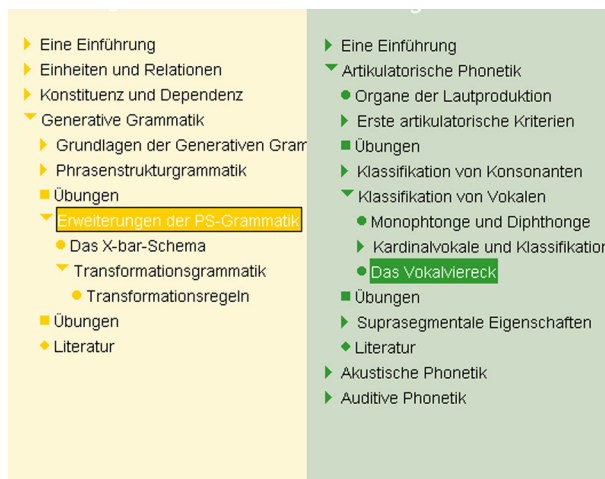 Eine Einführung
Einheiten und Relationen
Konstituenz und Dependenz
Generative Grammatik
Grundlagen der Generativen Gram
Phrasenstrukturgrammatik
Übungen
Erweiterungen der PS-Grammatik
Das X-bar-Schema
Transformationsgrammatik
Transformationsregeln
Übungen
Literatur
Eine Einführung
Artikulatorische Phonetik
Organe der Lautproduktion
Erste artikulatorische Kriterien
Übungen
Klassifikation von Konsonanten
Klassifikation von Vokalen
Monophtonge und Diphthonge
Kardinalvokale und Klassifikation
Das Vokalviereck
Übungen
Suprasegmentale Eigenschaften
Literatur
Akustische Phonetik
Auditive Phonetik